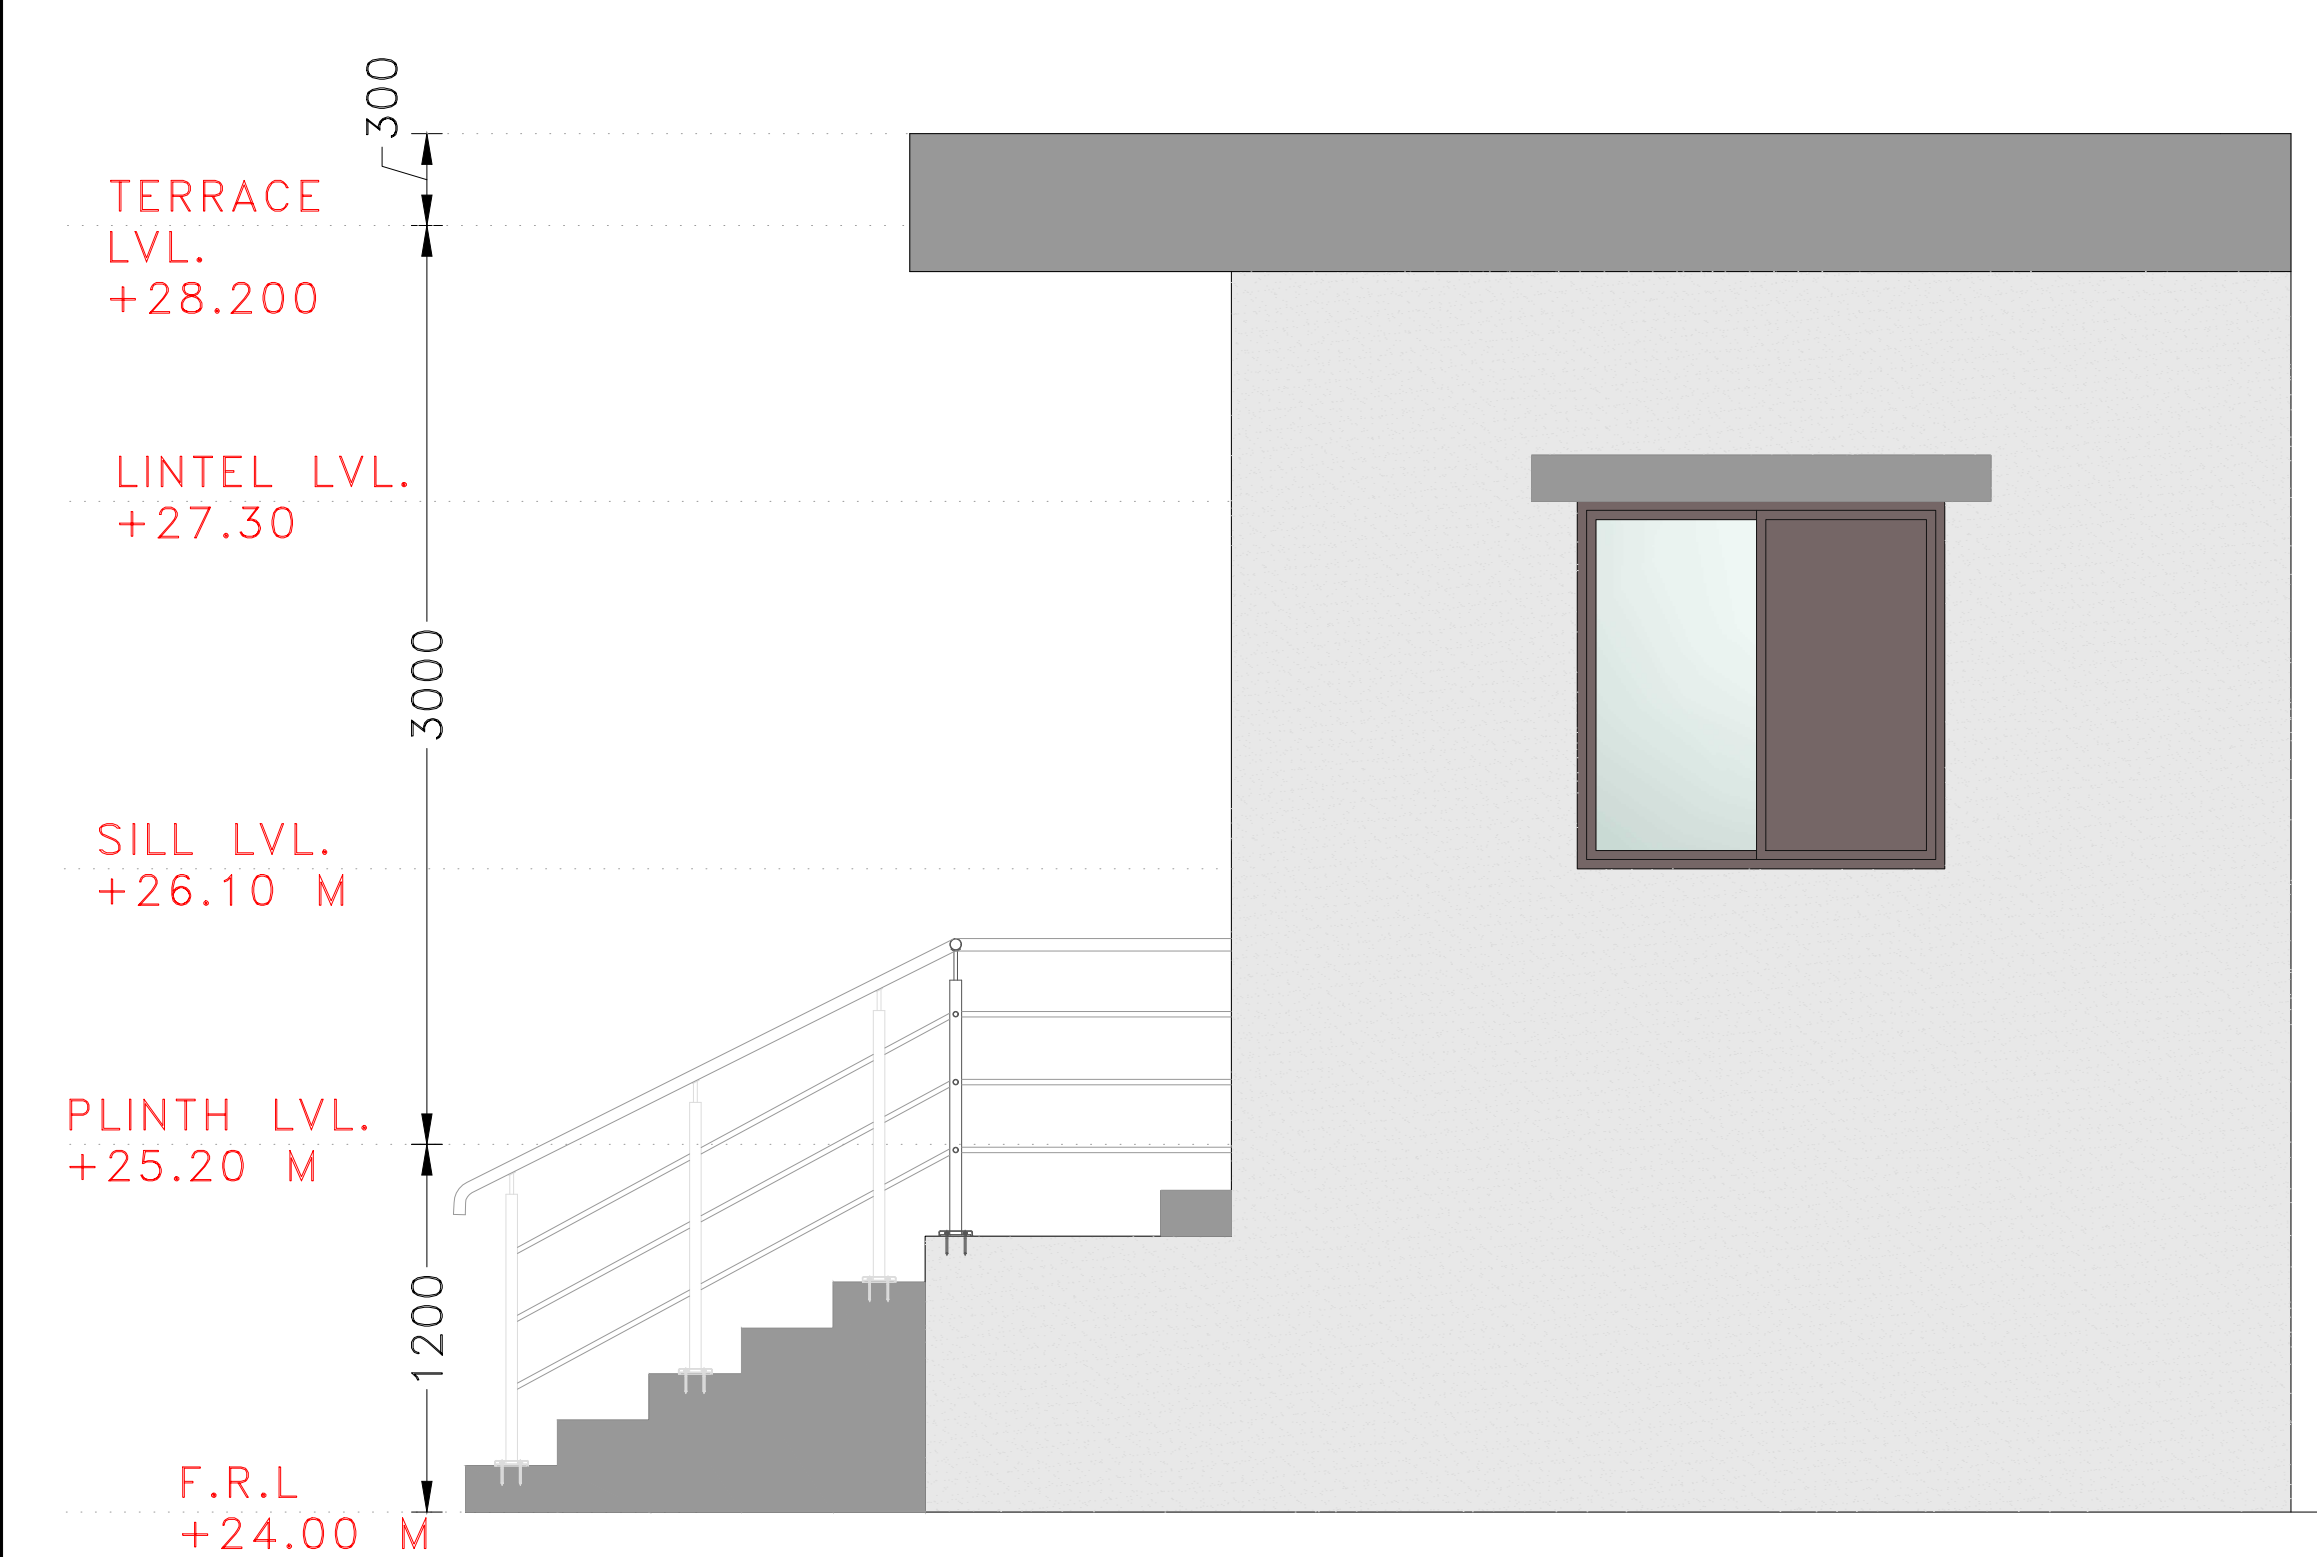 300
TERRACE
LVL.
+28.200
LINTEL LVL.
+27.30
3000
SILL LVL.
+26.10 M
PLINTH LVL.
+25.20 M
1200
F.R.L
+24.00 M